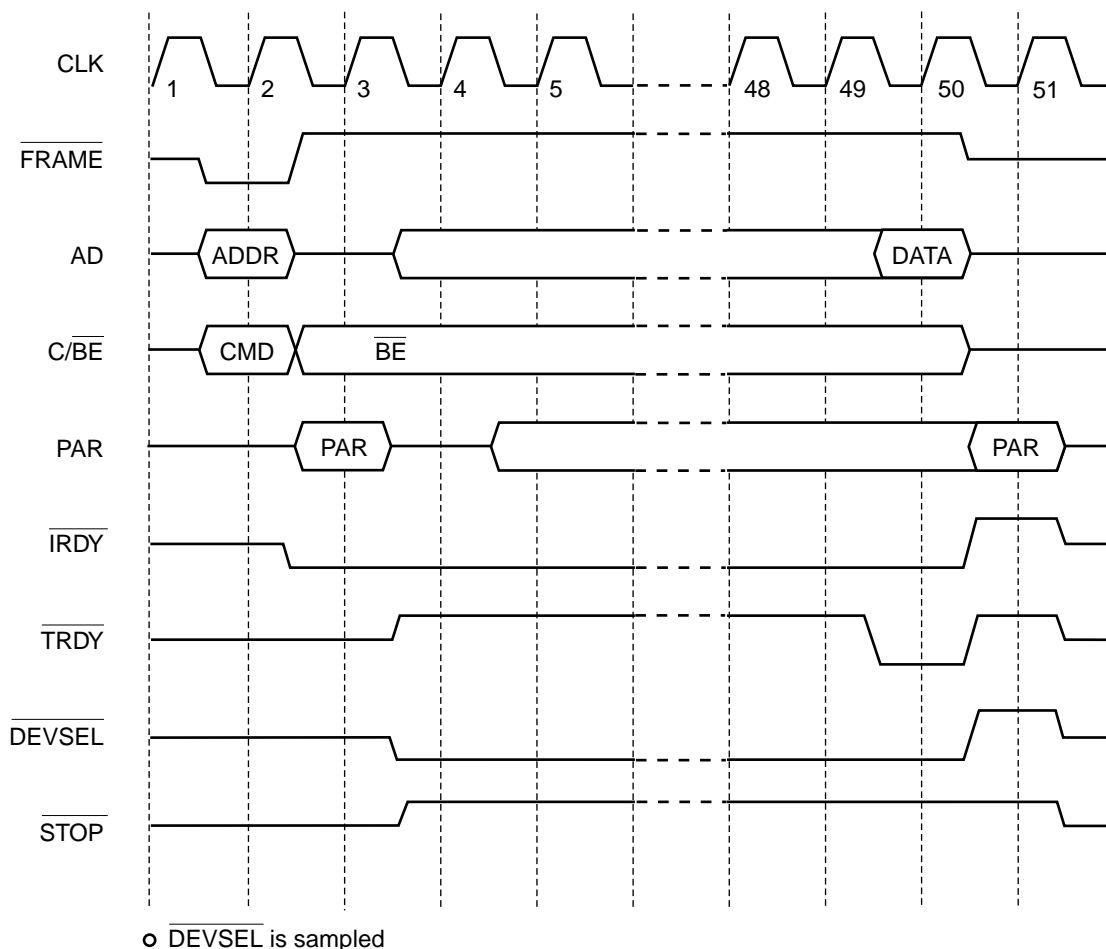 CLK
1 2 3 4 5 48 49 50 51
FRAME
AD
ADDR DATA
C/BE
CMD BE
PAR
PAR PAR
IRDY
TRDY
DEVSEL
STOP
DEVSEL is sampled